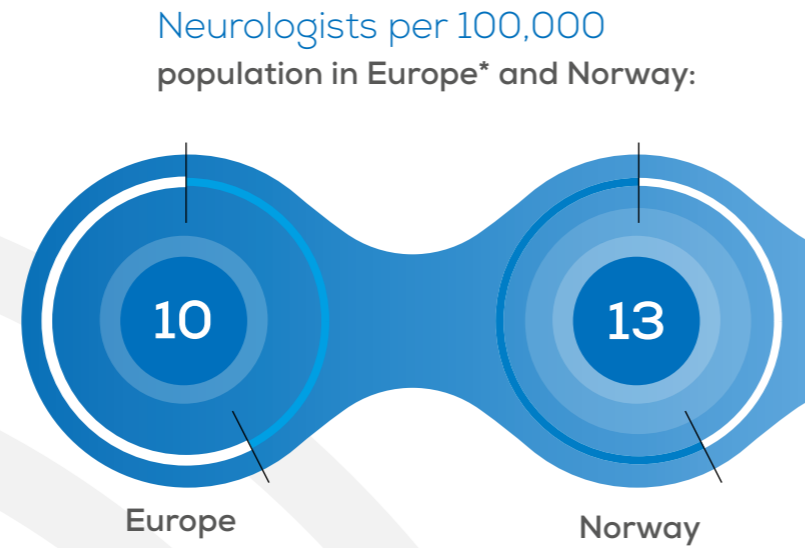 Neurologists per 100,000
population in Europe* and Norway:
10
13
Europe
Norway